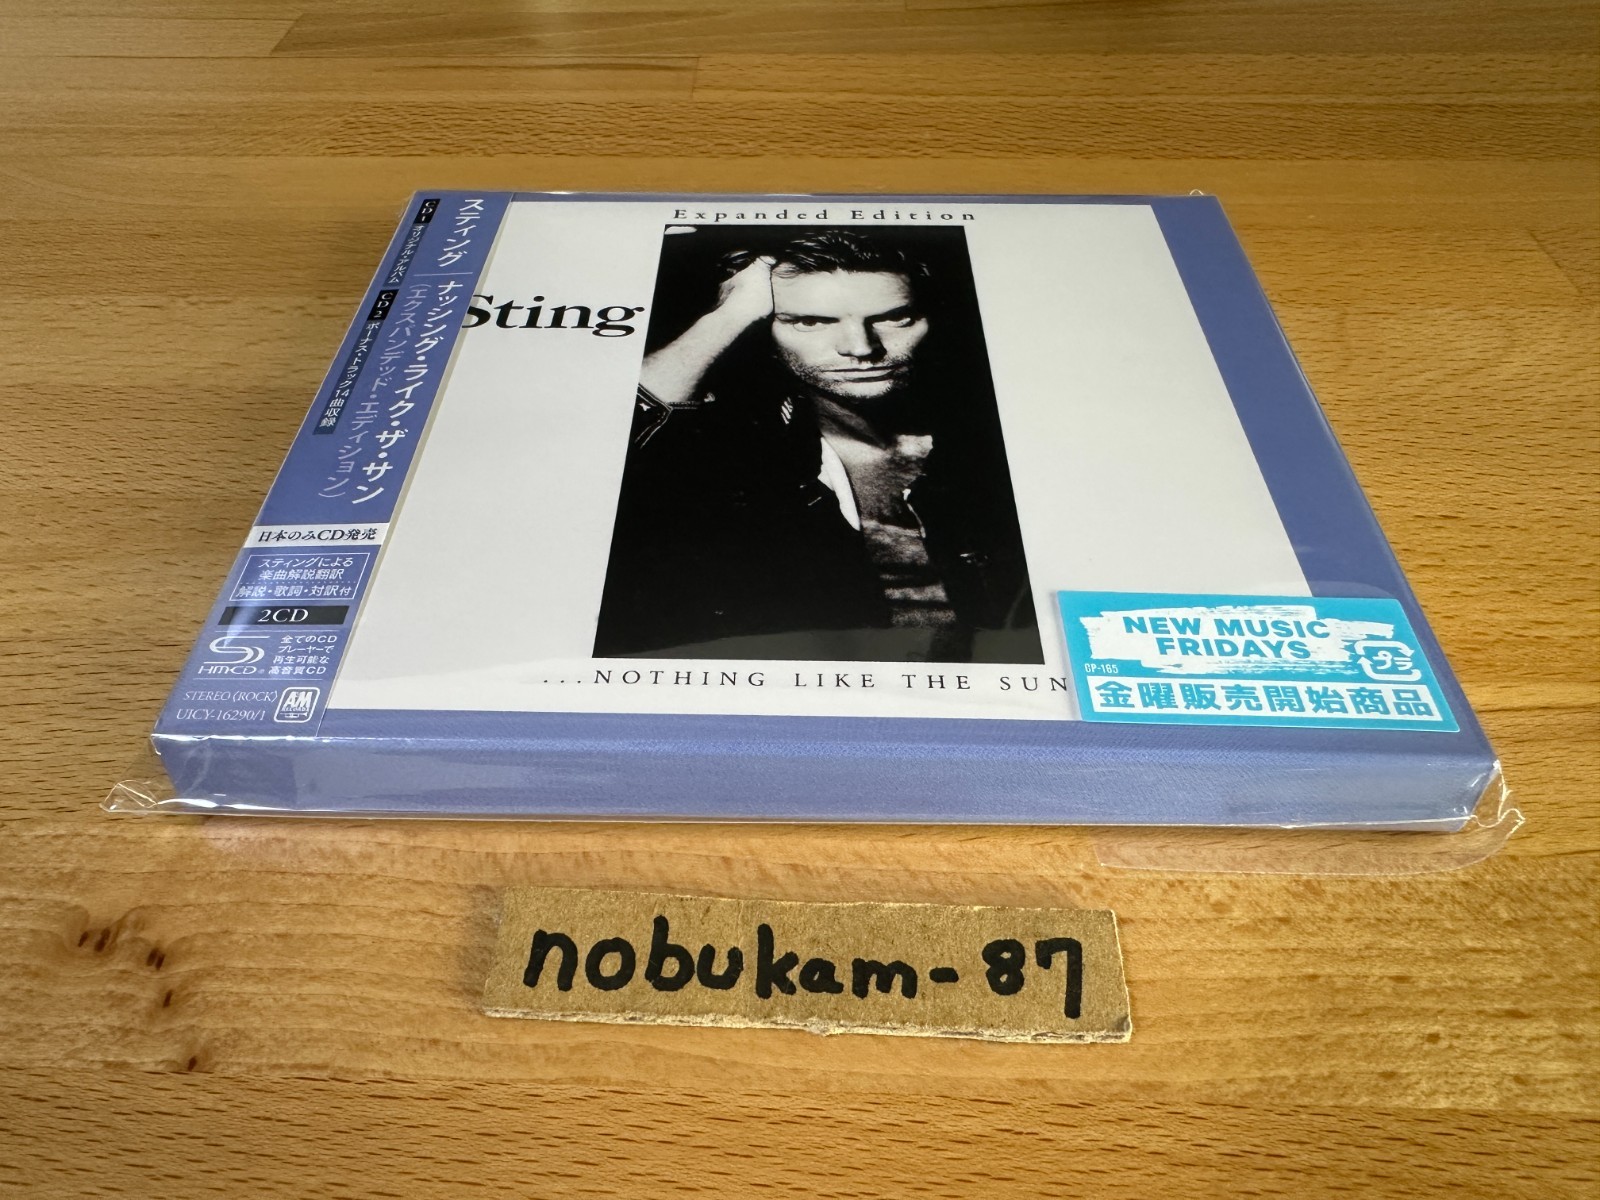 Expanded Edition
Sting
...NOTHING LIKE THE SUN
スティング
ナッシング・ライク・ザ・サン
(エクスパンデッド・エディション)
CD1 オリジナル・アルバム
CD2 ボーナス・トラック14曲収録
日本のみCD発売
スティングによる
楽曲解説翻訳
解説・歌詞・対訳付
2CD
HMCD
全てのCD
プレーヤーで
再生可能な
高音質CD
STEREO (ROCK)
UICY-16290/1
A&M
RECORDS
NEW MUSIC
FRIDAYS
CP-165
プラ
金曜販売開始商品
nobukam-87